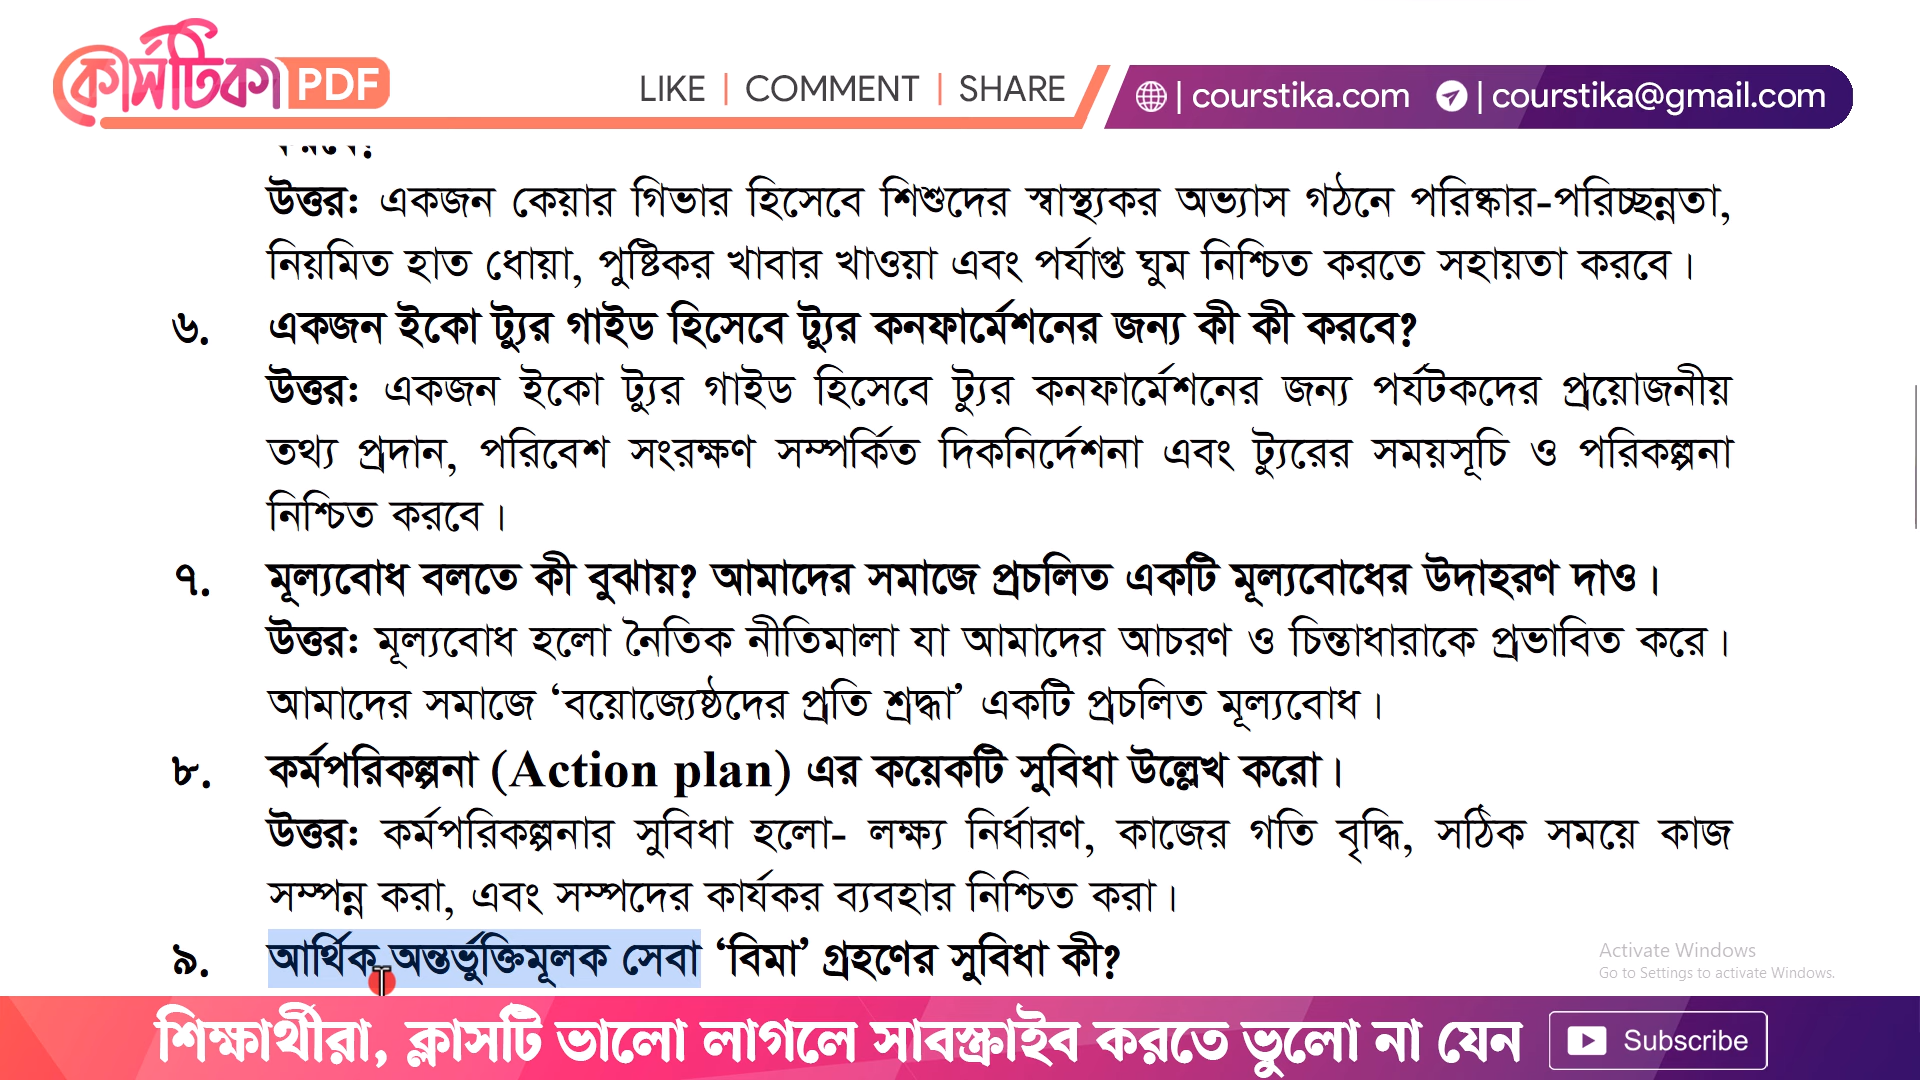 কোর্সটিকা PDF
LIKE | COMMENT | SHARE
| courstika.com | courstika@gmail.com
উত্তর: একজন কেয়ার গিভার হিসেবে শিশুদের স্বাস্থ্যকর অভ্যাস গঠনে পরিষ্কার-পরিচ্ছন্নতা,
নিয়মিত হাত ধোয়া, পুষ্টিকর খাবার খাওয়া এবং পর্যাপ্ত ঘুম নিশ্চিত করতে সহায়তা করবে।
৬. একজন ইকো ট্যুর গাইড হিসেবে ট্যুর কনফার্মেশনের জন্য কী কী করবে?
উত্তর: একজন ইকো ট্যুর গাইড হিসেবে ট্যুর কনফার্মেশনের জন্য পর্যটকদের প্রয়োজনীয়
তথ্য প্রদান, পরিবেশ সংরক্ষণ সম্পর্কিত দিকনির্দেশনা এবং ট্যুরের সময়সূচি ও পরিকল্পনা
নিশ্চিত করবে।
৭. মূল্যবোধ বলতে কী বুঝায়? আমাদের সমাজে প্রচলিত একটি মূল্যবোধের উদাহরণ দাও।
উত্তর: মূল্যবোধ হলো নৈতিক নীতিমালা যা আমাদের আচরণ ও চিন্তাধারাকে প্রভাবিত করে।
আমাদের সমাজে ‘বয়োজ্যেষ্ঠদের প্রতি শ্রদ্ধা’ একটি প্রচলিত মূল্যবোধ।
৮. কর্মপরিকল্পনা (Action plan) এর কয়েকটি সুবিধা উল্লেখ করো।
উত্তর: কর্মপরিকল্পনার সুবিধা হলো- লক্ষ্য নির্ধারণ, কাজের গতি বৃদ্ধি, সঠিক সময়ে কাজ
সম্পন্ন করা, এবং সম্পদের কার্যকর ব্যবহার নিশ্চিত করা।
৯. আর্থিক অন্তর্ভুক্তিমূলক সেবা ‘বিমা’ গ্রহণের সুবিধা কী?
Activate Windows
Go to Settings to activate Windows.
শিক্ষার্থীরা, ক্লাসটি ভালো লাগলে সাবস্ক্রাইব করতে ভুলো না যেন
Subscribe